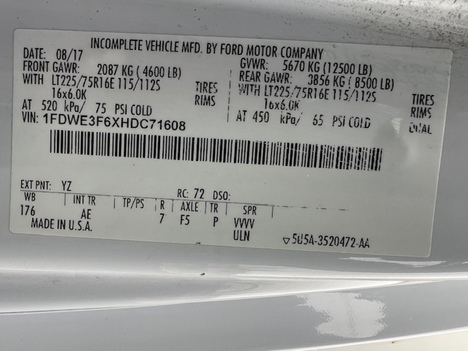 INCOMPLETE VEHICLE MFD. BY FORD MOTOR COMPANY
DATE: 08/17 GVWR: 5670 KG (12500 LB)
FRONT GAWR: 2087 KG (4600 LB) REAR GAWR: 3856 KG (8500 LB)
WITH LT225/75R16E 115/112S TIRES WITH LT225/75R16E 115/112S TIRES
16x6.0K RIMS 16x6.0K RIMS
AT 520 kPa/ 75 PSI COLD AT 450 kPa/ 65 PSI COLD DUAL
VIN: 1FDWE3F6XHDC71608
EXT PNT: YZ RC: 72 DSO:
WB INT TR TP/PS R AXLE TR SPR
176 AE 7 F5 P VVVV
MADE IN U.S.A. ULN
5U5A-3520472-AA